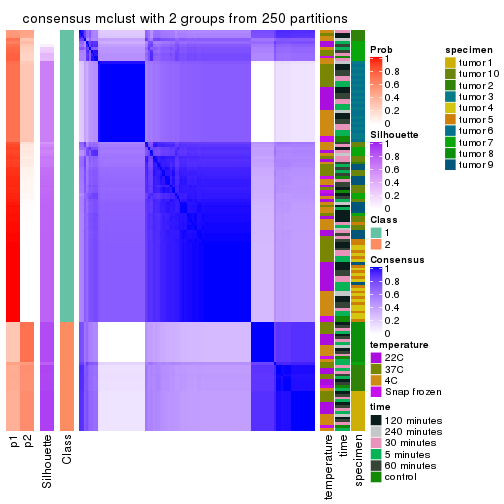 consensus mclust with 2 groups from 250 partitions
Prob
1
0.8
0.6
0.4
0.2
0
Silhouette
1
0.8
0.6
0.4
0.2
0
Class
1
2
Consensus
1
0.8
0.6
0.4
0.2
0
temperature
22C
37C
4C
Snap frozen
time
120 minutes
240 minutes
30 minutes
5 minutes
60 minutes
control
specimen
tumor 1
tumor 10
tumor 2
tumor 3
tumor 4
tumor 5
tumor 6
tumor 7
tumor 8
tumor 9
p1
p2
Silhouette
Class
temperature
time
specimen